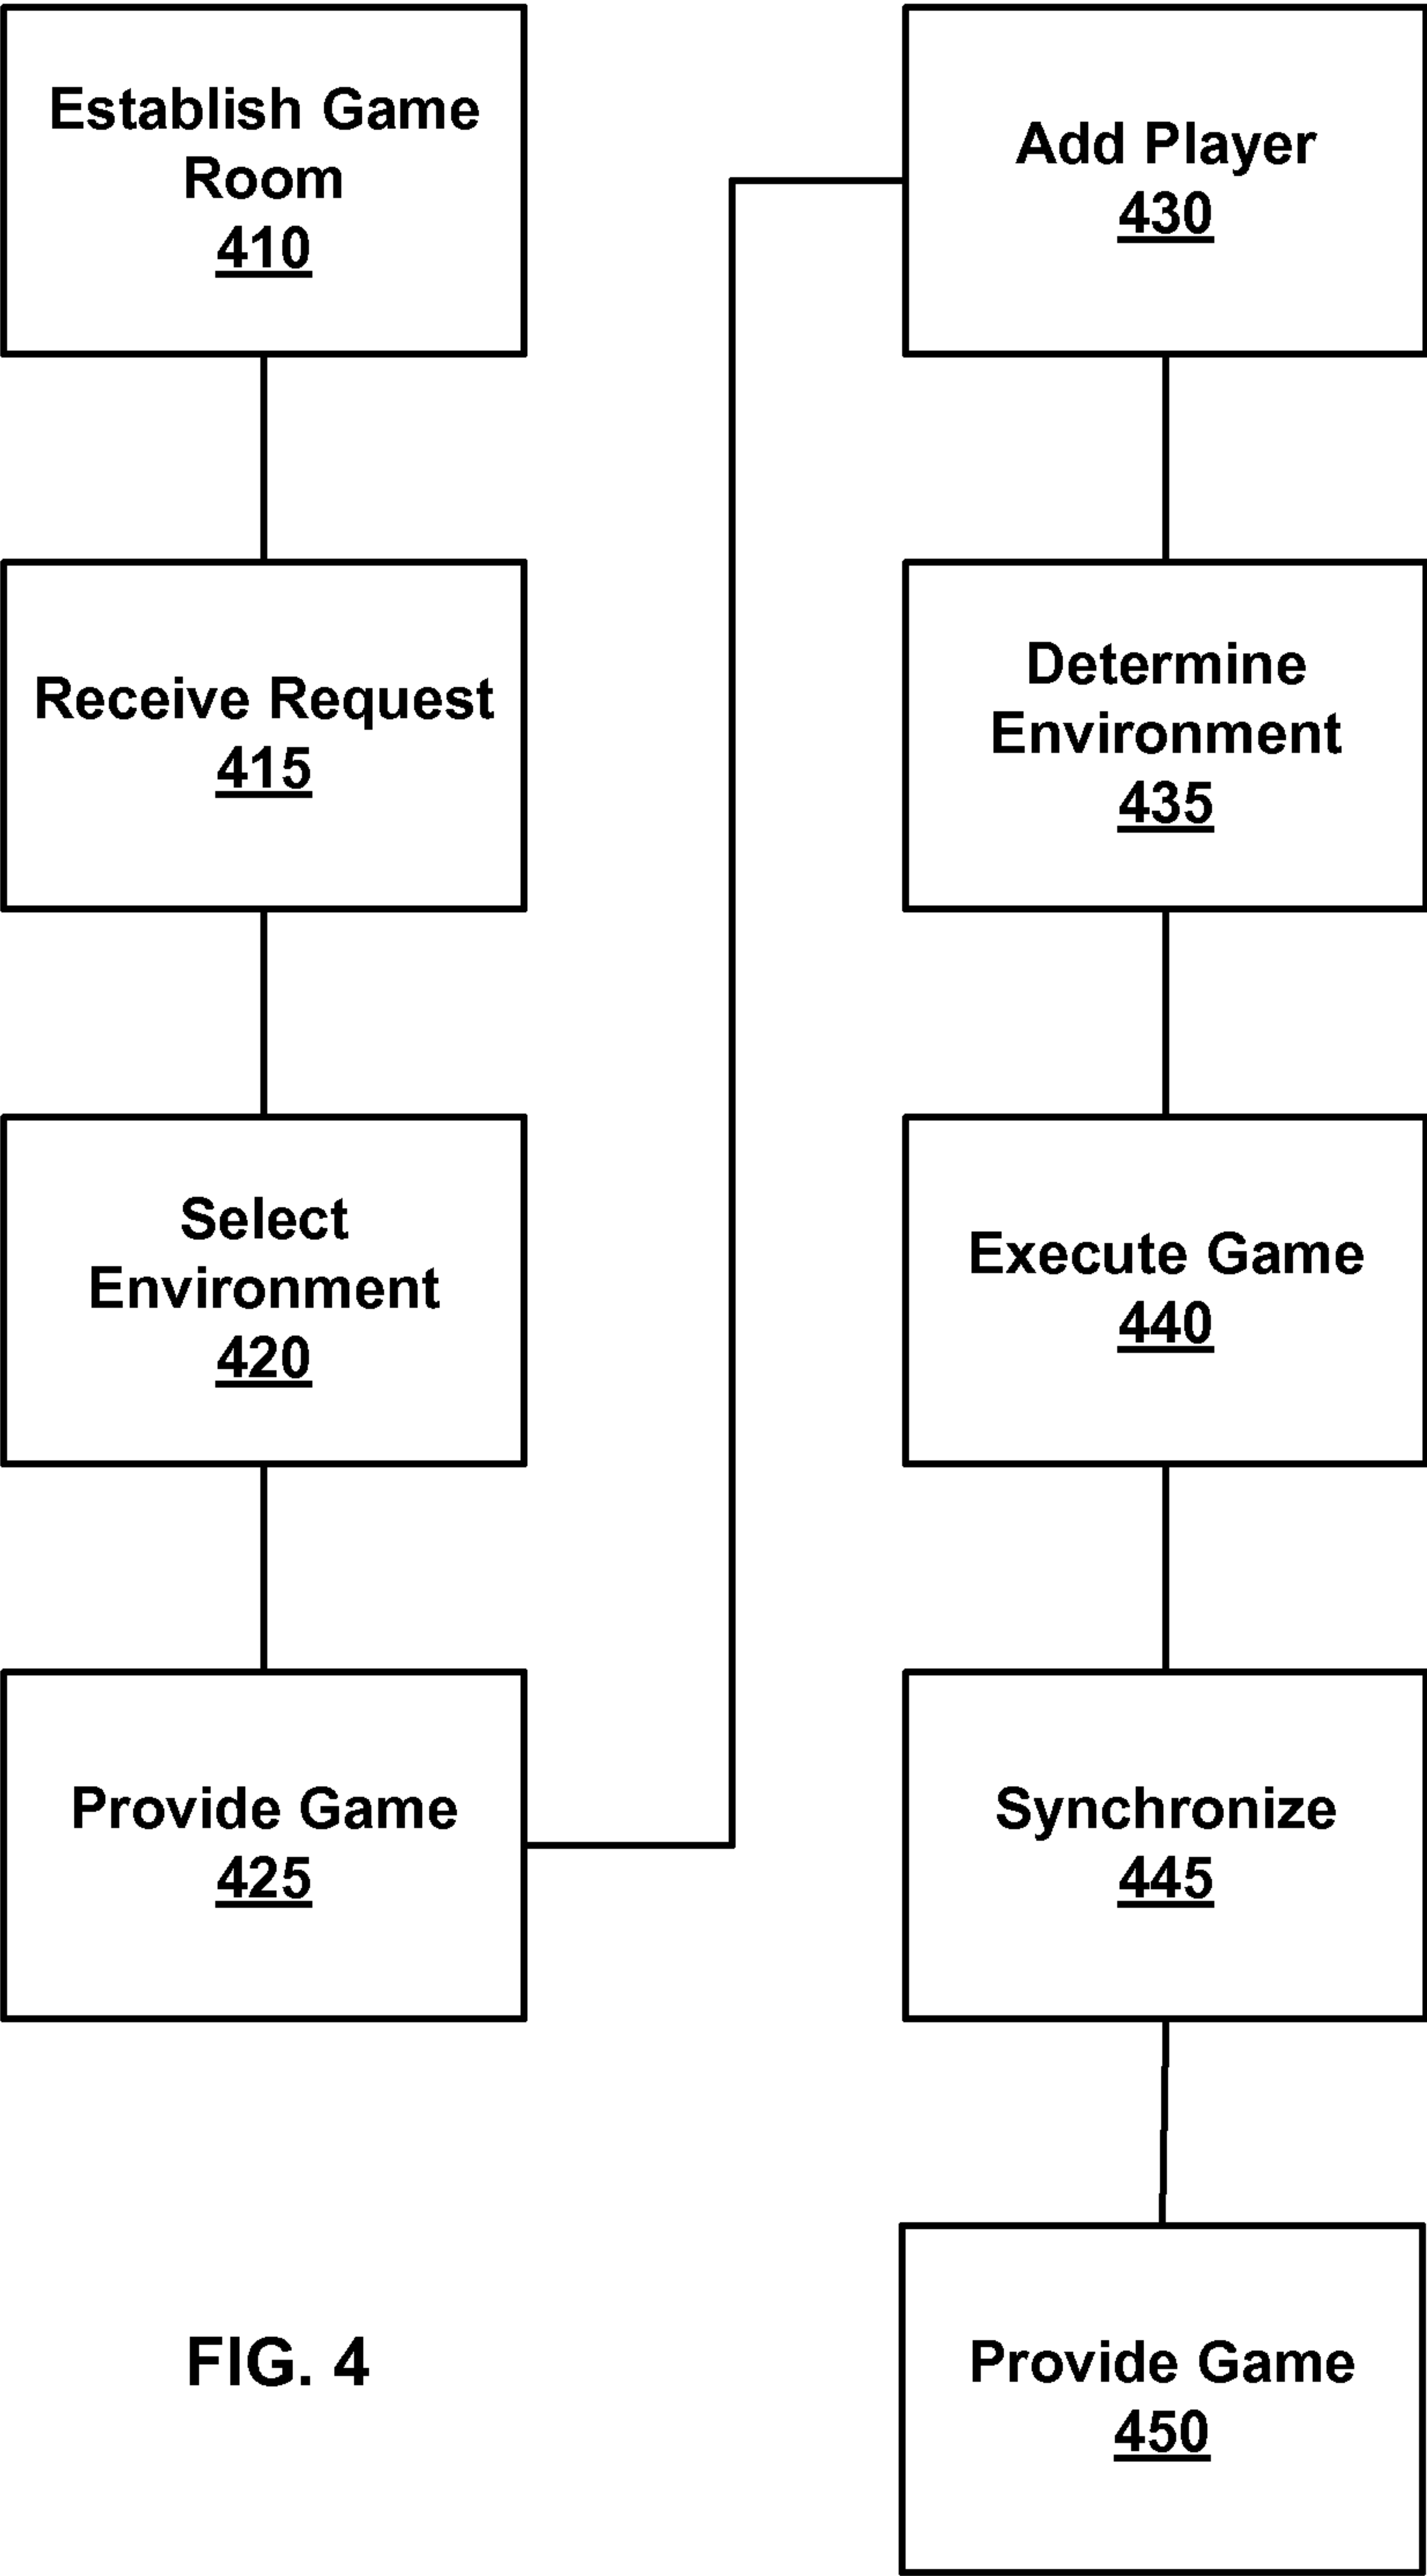 Establish Game
Room
410
Receive Request
415
Select
Environment
420
Provide Game
425
Add Player
430
Determine
Environment
435
Execute Game
440
Synchronize
445
Provide Game
450
FIG. 4